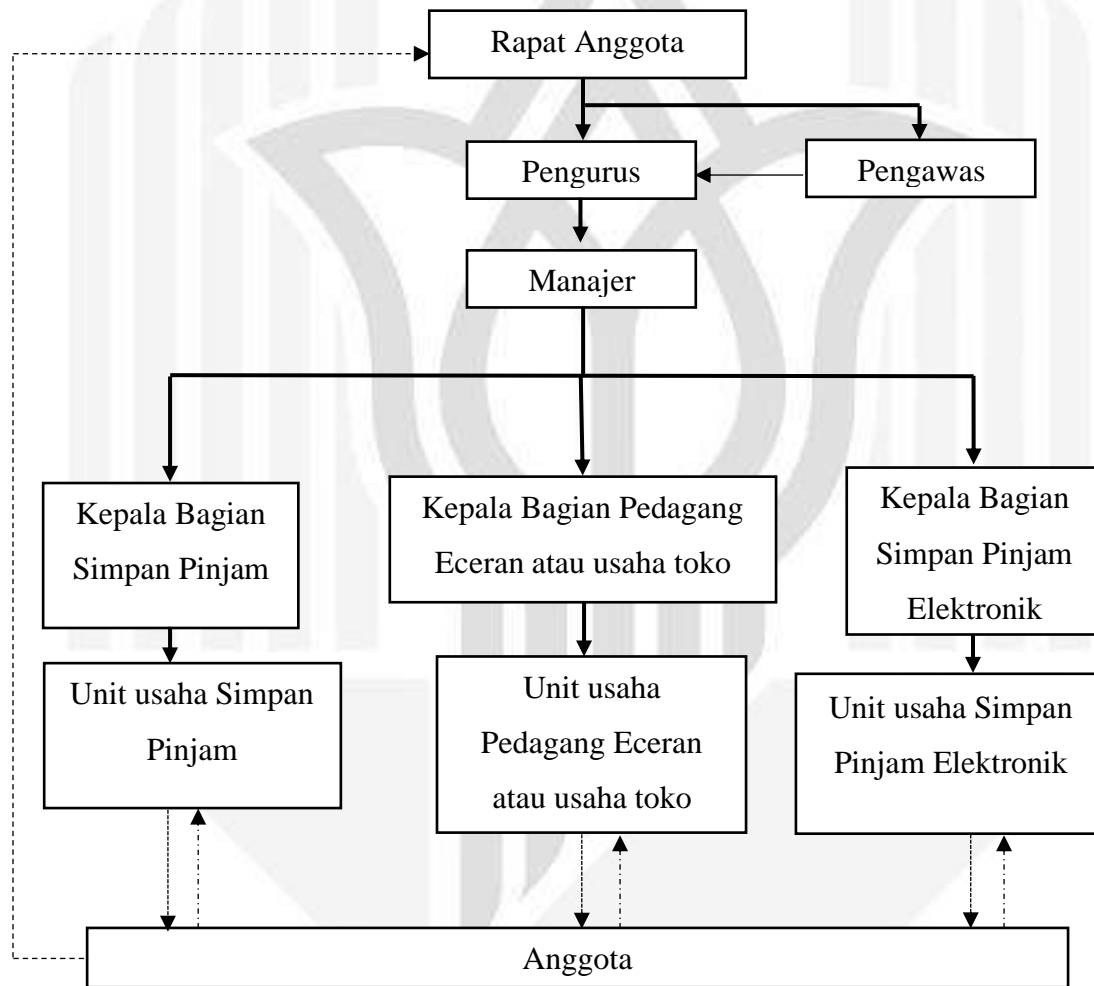 Rapat Anggota
Pengurus
Pengawas
Manajer
Kepala Bagian
Simpan Pinjam
Kepala Bagian Pedagang
Eceran atau usaha toko
Kepala Bagian
Simpan Pinjam
Elektronik
Unit usaha Simpan
Pinjam
Unit usaha
Pedagang Eceran
atau usaha toko
Unit usaha Simpan
Pinjam Elektronik
Anggota